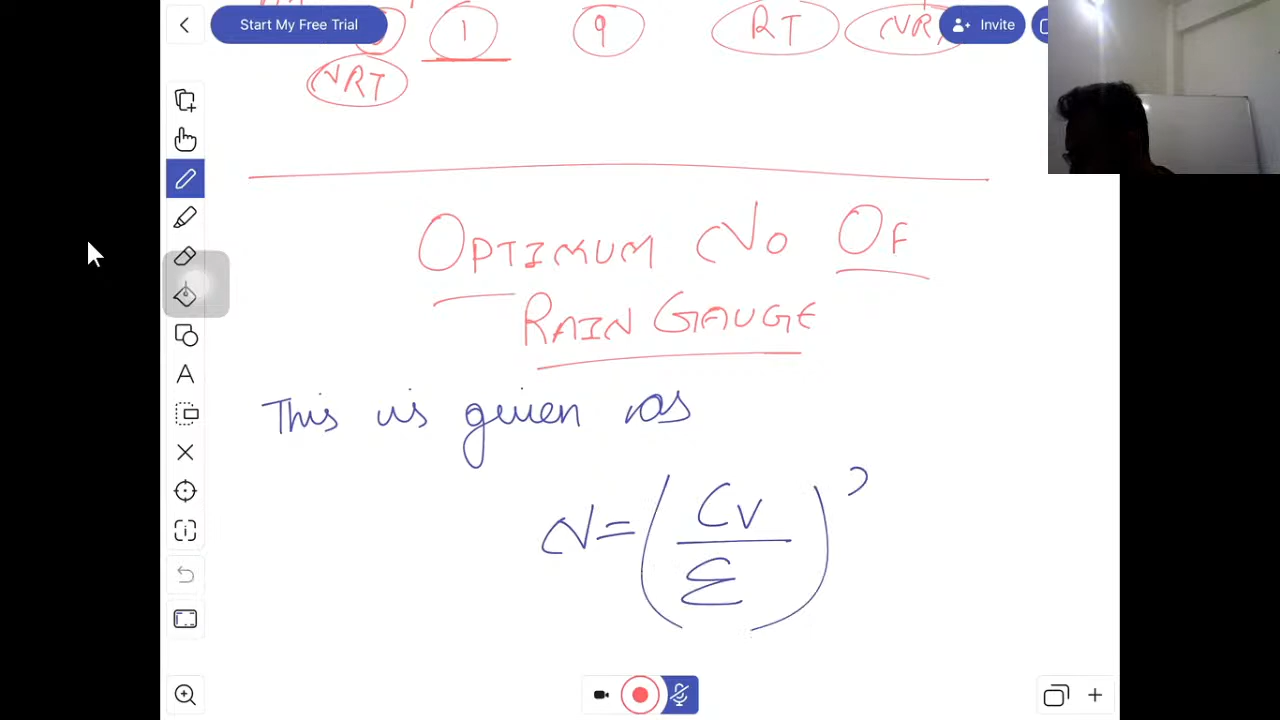 Start My Free Trial
1 9 RT NRT
Invite
NRT
OPTIMUM No OF
RAIN GAUGE
This is given as
N = (Cv / Ɛ)²